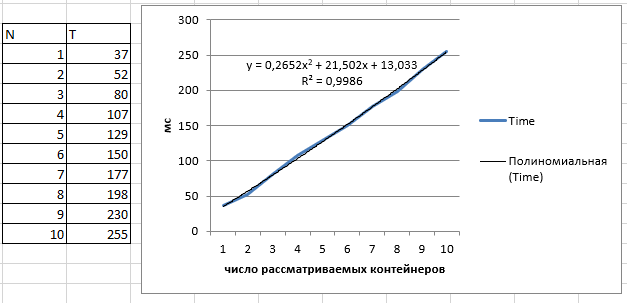 N T
1 37
2 52
3 80
4 107
5 129
6 150
7 177
8 198
9 230
10 255
300
250
200
150
100
50
0
мс
y = 0,2652x² + 21,502x + 13,033
R² = 0,9986
1 2 3 4 5 6 7 8 9 10
число рассматриваемых контейнеров
Time
Полиномиальная
(Time)